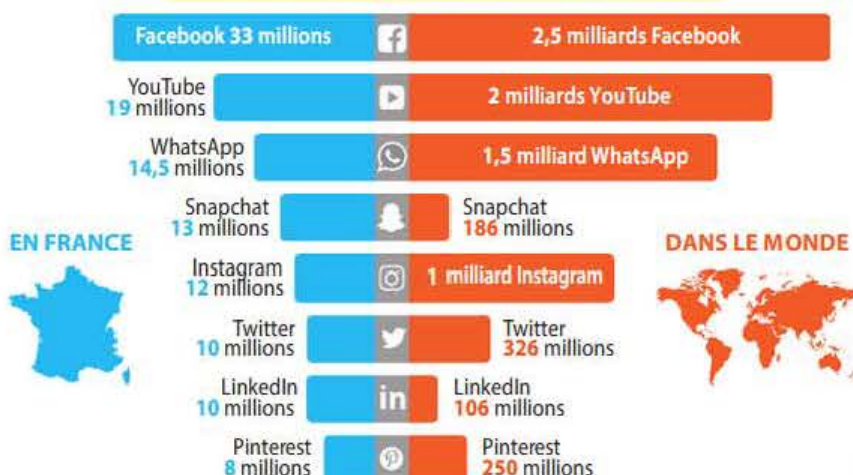 Facebook 33 millions
2,5 milliards Facebook
YouTube
19 millions
2 milliards YouTube
WhatsApp
14,5 millions
1,5 milliard WhatsApp
Snapchat
13 millions
Snapchat
186 millions
EN FRANCE
DANS LE MONDE
Instagram
12 millions
1 milliard Instagram
Twitter
10 millions
Twitter
326 millions
LinkedIn
10 millions
in
LinkedIn
106 millions
Pinterest
8 millions
Pinterest
250 millions